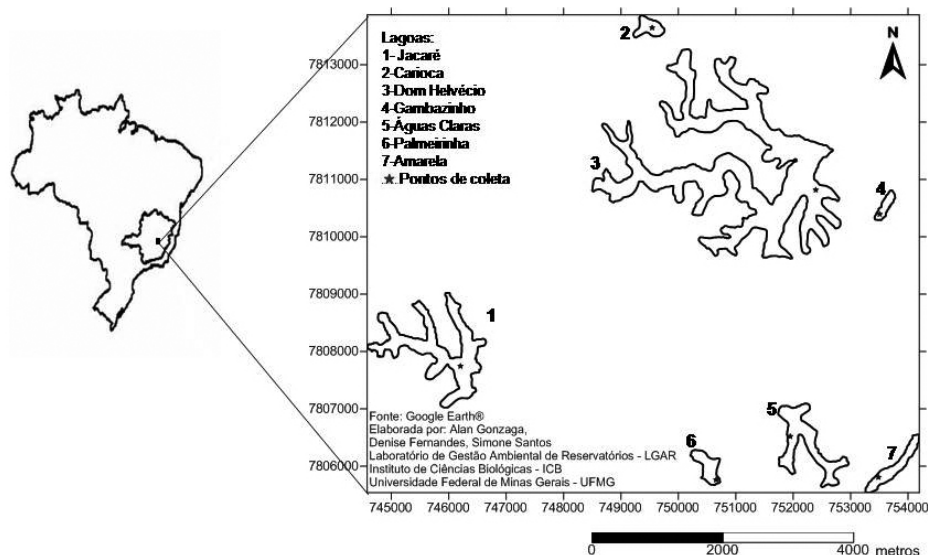 Lagoas:
1- Jacaré
2-Carioca
3-Dom Helvécio
4-Gambazinho
5-Águas Claras
6-Palmeirinha
7-Amarela
★ Pontos de coleta
N
2
3
4
1
5
6
7
7813000
7812000
7811000
7810000
7809000
7808000
7807000
7806000
Fonte: Google Earth®
Elaborada por: Alan Gonzaga,
Denise Fernandes, Simone Santos
Laboratório de Gestão Ambiental de Reservatórios - LGAR
Instituto de Ciências Biológicas - ICB
Universidade Federal de Minas Gerais - UFMG
745000 746000 747000 748000 749000 750000 751000 752000 753000 754000
0 2000 4000 metros